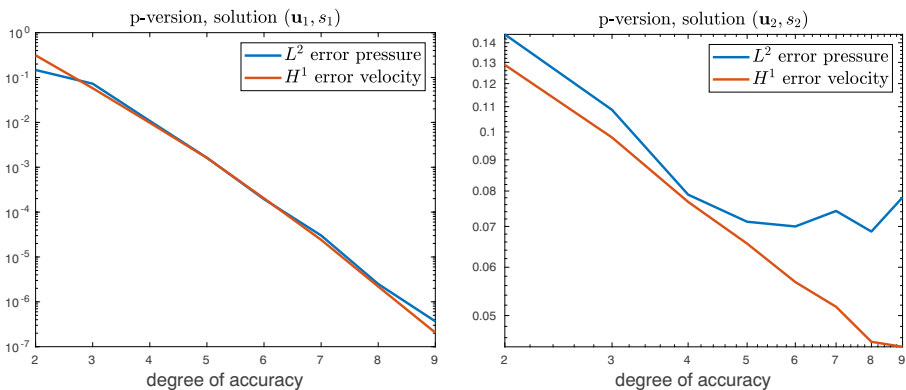 p-version, solution (u₁, s₁)
10⁰
10⁻¹
10⁻²
10⁻³
10⁻⁴
10⁻⁵
10⁻⁶
10⁻⁷
L² error pressure
H¹ error velocity
2 3 4 5 6 7 8 9
degree of accuracy
p-version, solution (u₂, s₂)
0.14
0.13
0.12
0.11
0.1
0.09
0.08
0.07
0.06
0.05
L² error pressure
H¹ error velocity
2 3 4 5 6 7 8 9
degree of accuracy